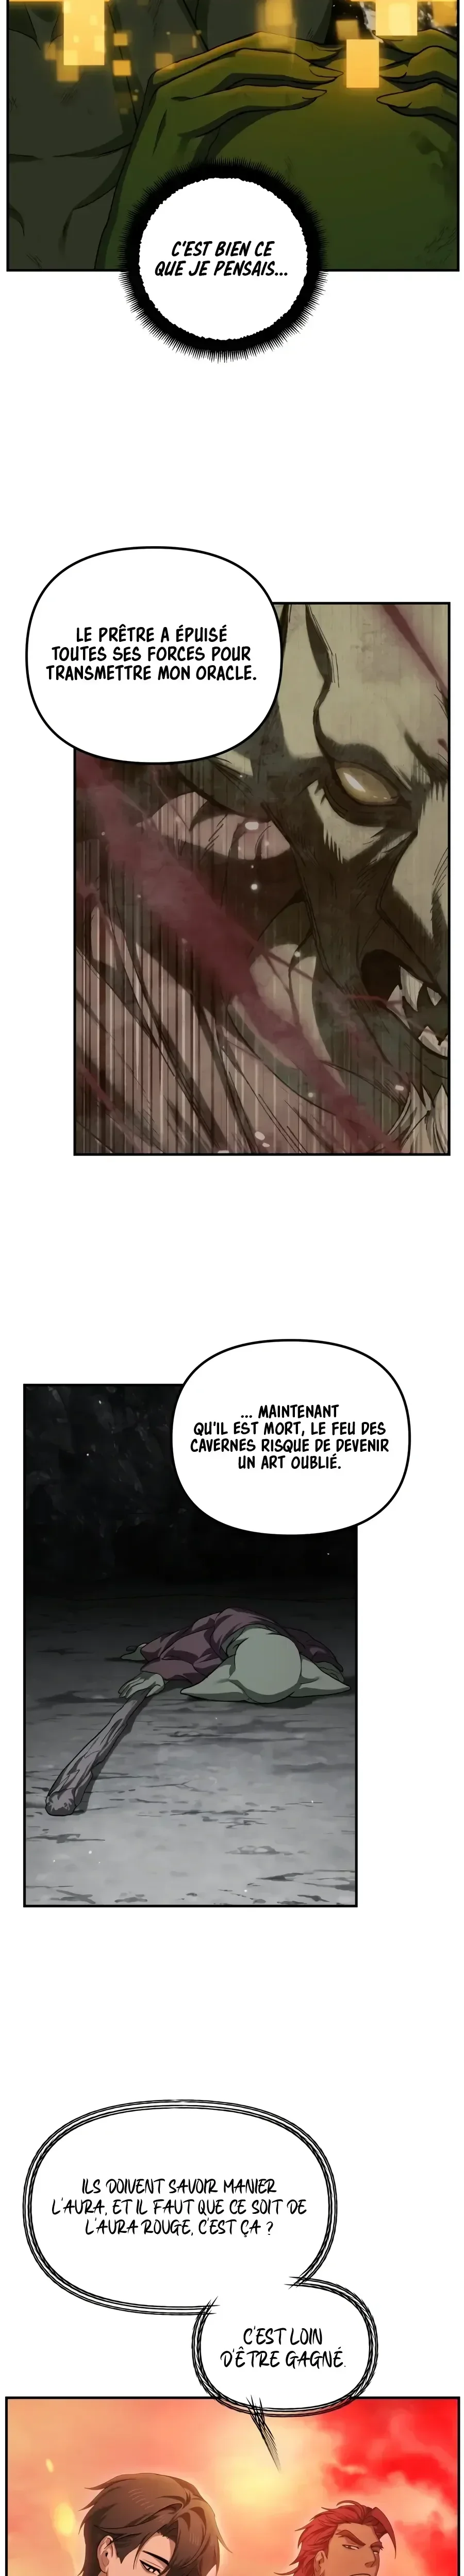 C'EST BIEN CE
QUE JE PENSAIS...
LE PRÊTRE A ÉPUISÉ
TOUTES SES FORCES POUR
TRANSMETTRE MON ORACLE.
... MAINTENANT
QU'IL EST MORT, LE FEU DES
CAVERNES RISQUE DE DEVENIR
UN ART OUBLIÉ.
ILS DOIVENT SAVOIR MANIER
L'AURA, ET IL FAUT QUE CE SOIT DE
L'AURA ROUGE, C'EST ÇA ?
C'EST LOIN
D'ÊTRE GAGNÉ.